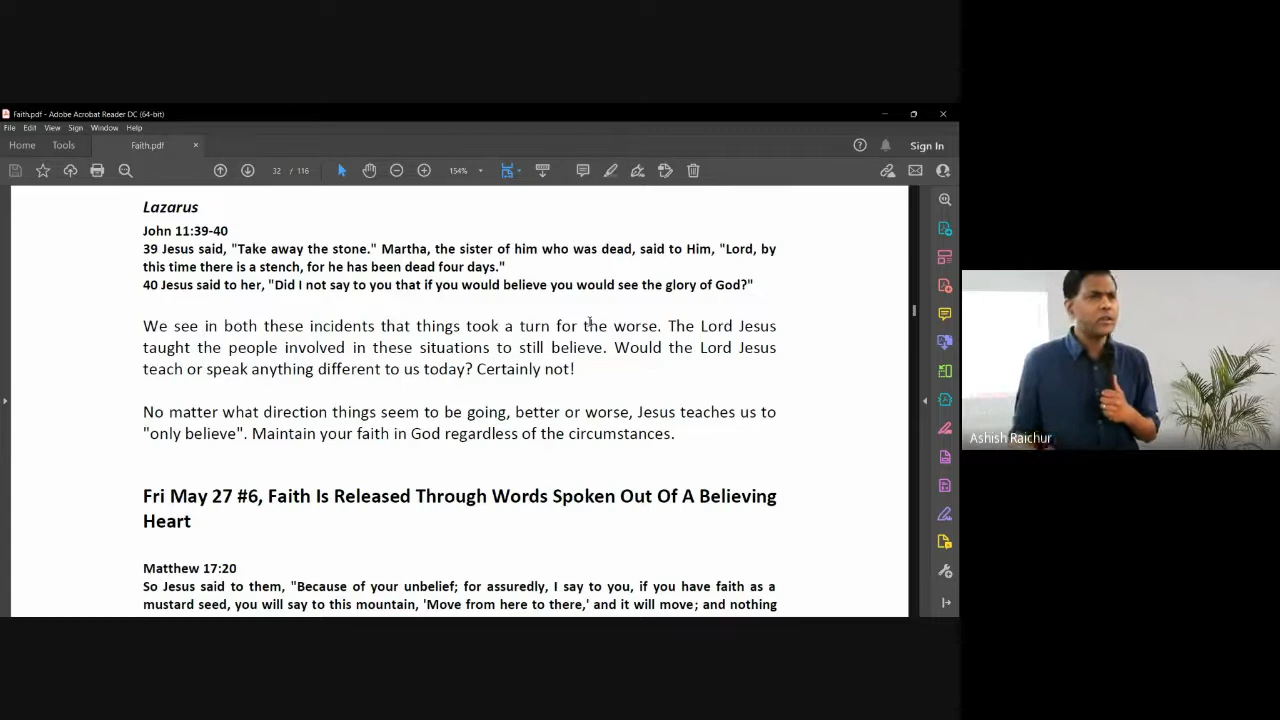 Faith.pdf - Adobe Acrobat Reader DC (64-bit)
File Edit View Sign Window Help
Home Tools Faith.pdf × Sign In
32 / 116 154%
Lazarus
John 11:39-40
39 Jesus said, "Take away the stone." Martha, the sister of him who was dead, said to Him, "Lord, by
this time there is a stench, for he has been dead four days."
40 Jesus said to her, "Did I not say to you that if you would believe you would see the glory of God?"
We see in both these incidents that things took a turn for the worse. The Lord Jesus
taught the people involved in these situations to still believe. Would the Lord Jesus
teach or speak anything different to us today? Certainly not!
No matter what direction things seem to be going, better or worse, Jesus teaches us to
"only believe". Maintain your faith in God regardless of the circumstances.
Fri May 27 #6, Faith Is Released Through Words Spoken Out Of A Believing
Heart
Matthew 17:20
So Jesus said to them, "Because of your unbelief; for assuredly, I say to you, if you have faith as a
mustard seed, you will say to this mountain, 'Move from here to there,' and it will move; and nothing
Ashish Raichur